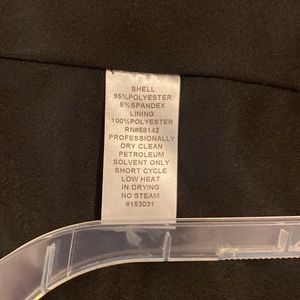 SHELL
95%POLYESTER
5%SPANDEX
LINING
100%POLYESTER
RN#58142
PROFESSIONALLY
DRY CLEAN
PETROLEUM
SOLVENT ONLY
SHORT CYCLE
LOW HEAT
IN DRYING
NO STEAM
#153031